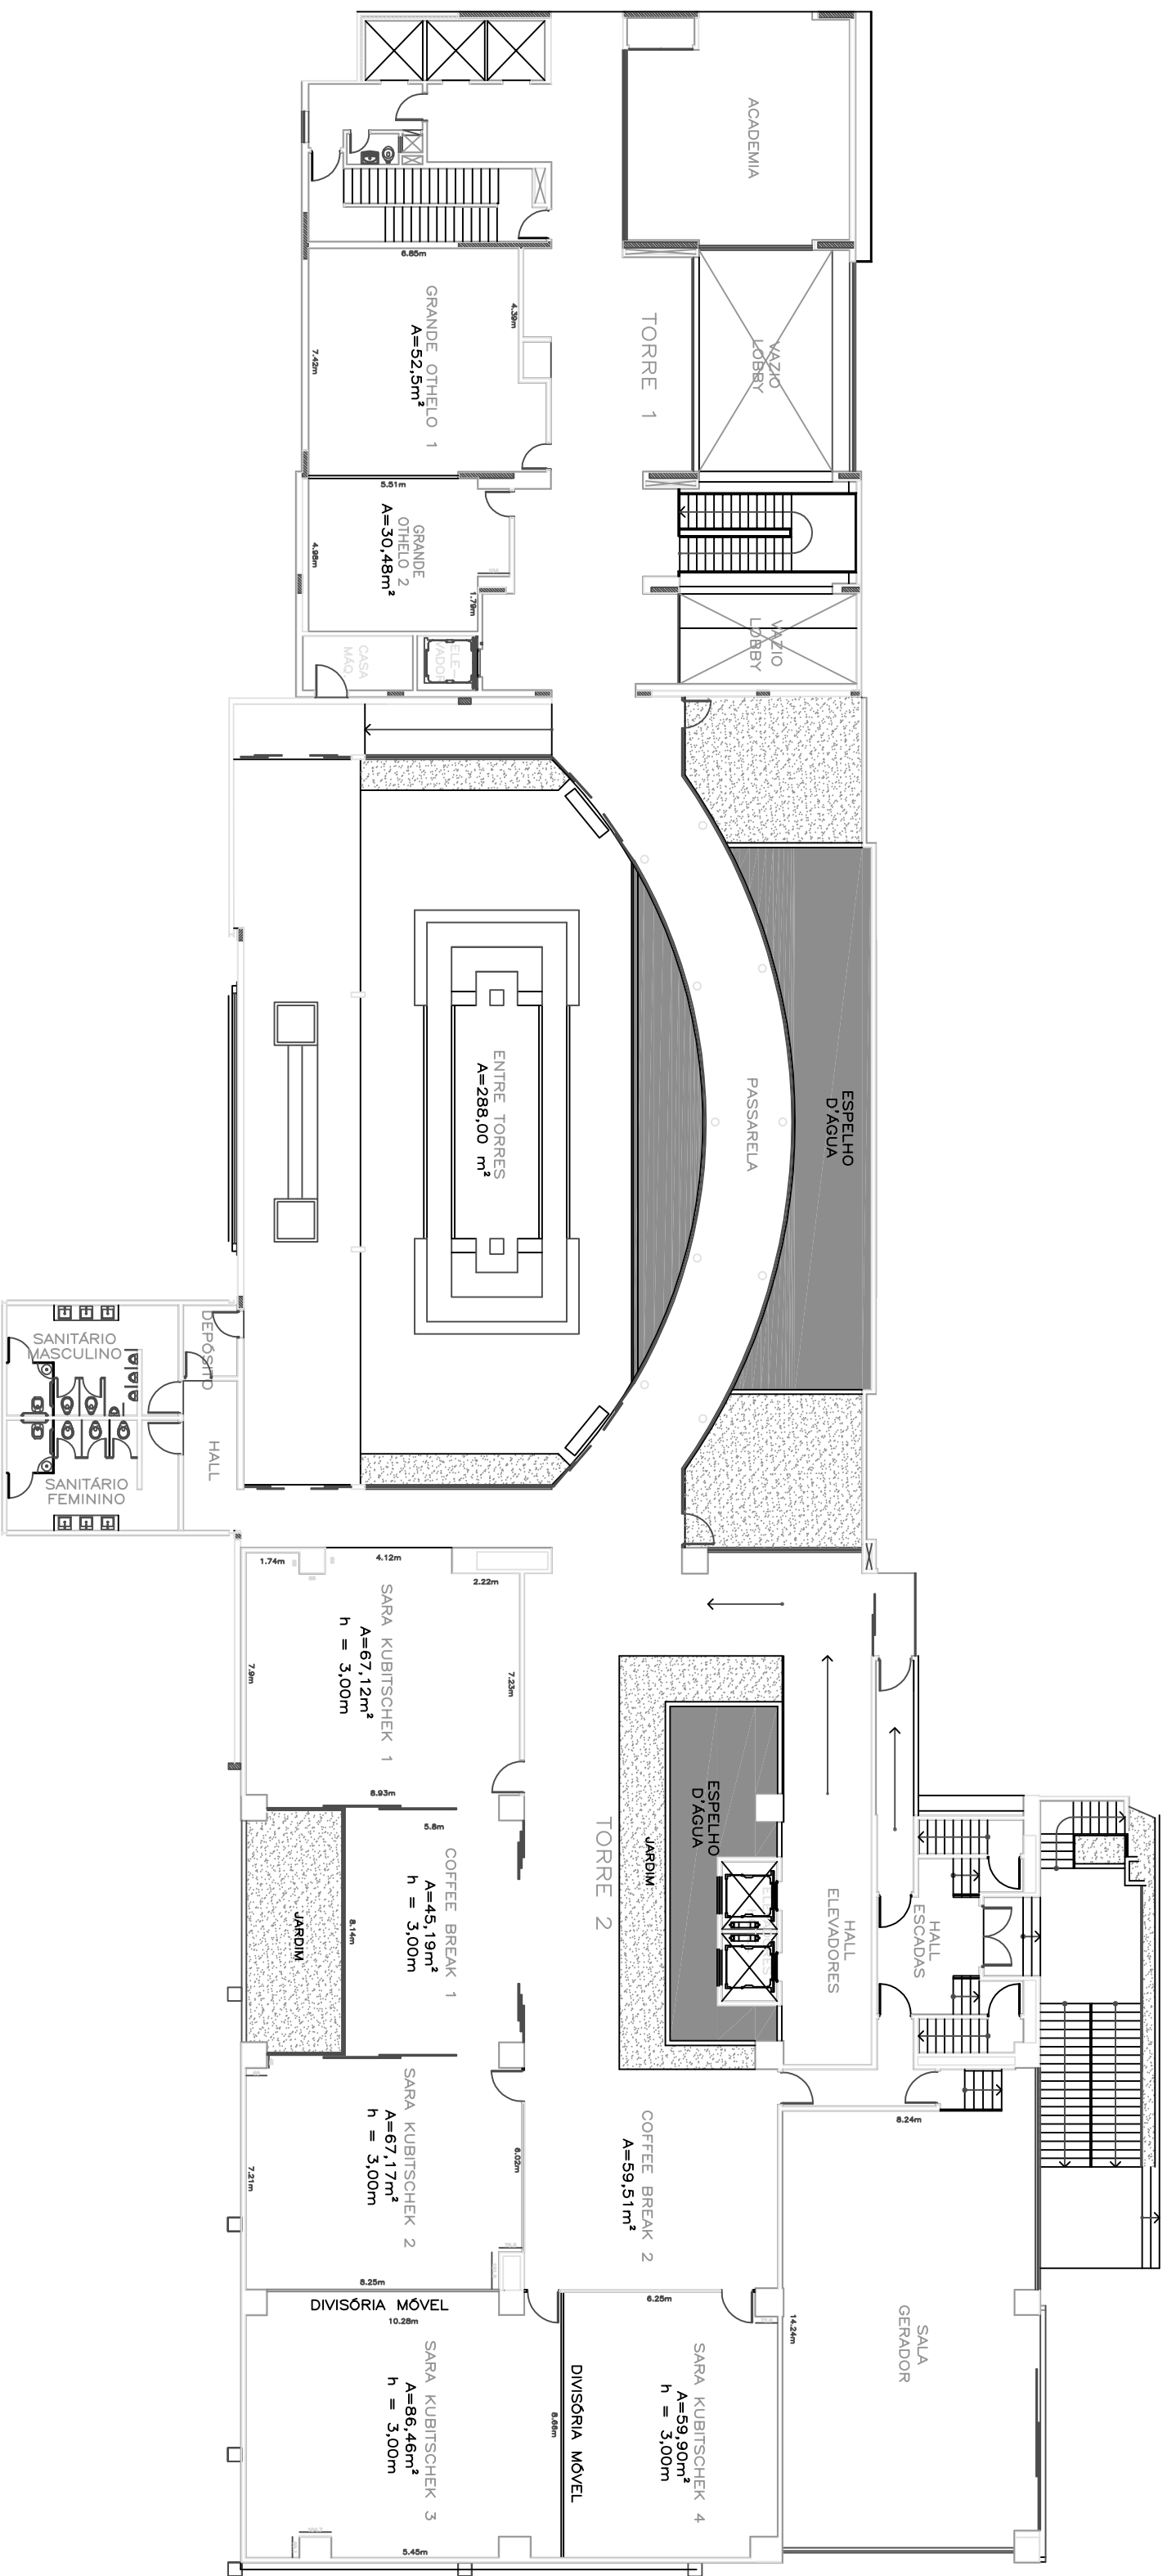 ACADEMIA
6.85m
4.39m
GRANDE OTHELO 1
A=52,5m²
7.42m
TORRE 1
VAZIO
LOBBY
5.51m
GRANDE
OTHELO 2
A=30,48m²
4.98m
1.79m
CASA
MÁQ
ELE-
VADOR
VAZIO
LOBBY
ENTRE TORRES
A=288,00 m²
PASSARELA
ESPELHO
D'ÁGUA
SANITÁRIO
MASCULINO
DEPÓSITO
HALL
SANITÁRIO
FEMININO
1.74m
4.12m
2.22m
SARA KUBITSCHEK 1
A=67,12m²
h = 3,00m
7.9m
7.23m
8.93m
5.8m
COFFEE BREAK 1
A=45,19m²
h = 3,00m
8.14m
JARDIM
TORRE 2
JARDIM
ESPELHO
D'ÁGUA
HALL
ELEVADORES
HALL
ESCADAS
SARA KUBITSCHEK 2
A=67,17m²
h = 3,00m
7.21m
6.02m
8.25m
COFFEE BREAK 2
A=59,51m²
8.24m
DIVISÓRIA MÓVEL
10.28m
6.25m
14.24m
SALA
GERADOR
SARA KUBITSCHEK 3
A=86,46m²
h = 3,00m
8.66m
DIVISÓRIA MÓVEL
SARA KUBITSCHEK 4
A=59,90m²
h = 3,00m
5.45m